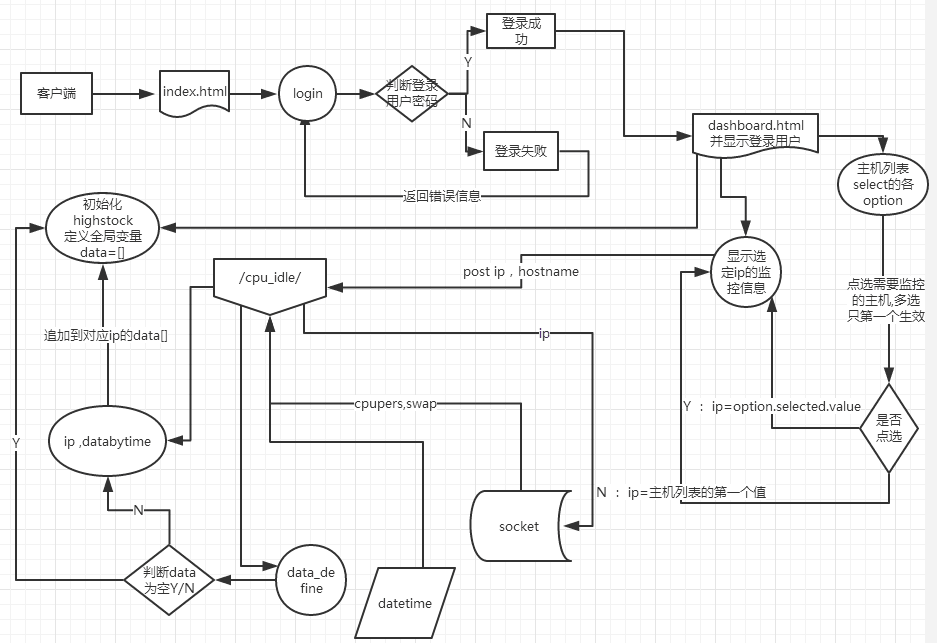 登录成
功
Y
客户端
index.html
login
判断登录
用户密码
N
登录失败
返回错误信息
dashboard.html
并显示登录用户
主机列表
select的各
option
初始化
highstock
定义全局变量
data=[]
/cpu_idle/
post ip，hostname
显示选
定ip的监
控信息
点选需要监控
的主机,多选
只第一个生效
追加到对应ip的data[]
ip
cpupers,swap
Y ： ip=option.selected.value
是否
点选
Y
ip ,databytime
N ： ip=主机列表的第一个值
N
socket
判断data
为空Y/N
data_de
fine
datetime